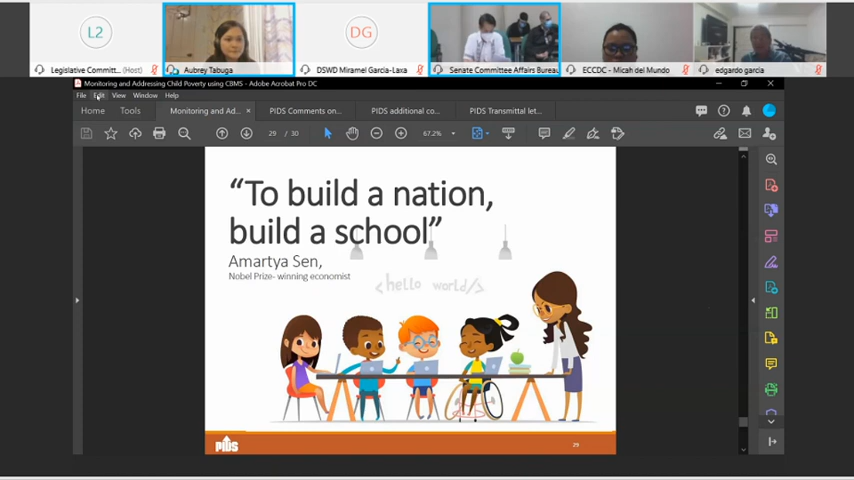 L2
DG
Legislative Committ... (Host)
Aubrey Tabuga
DSWD Miramel Garcia-Laxa
Senate Committee Affairs Bureau
ECCDC - Micah del Mundo
edgardo garcia
Monitoring and Addressing Child Poverty using CBMS - Adobe Acrobat Pro DC
File Edit View Window Help
Home Tools Monitoring and Ad... × PIDS Comments on... PIDS additional co... PIDS Transmittal let...
29 / 30 67.2%
“To build a nation,
build a school”
Amartya Sen,
Nobel Prize- winning economist
<hello world/>
PIDS
29